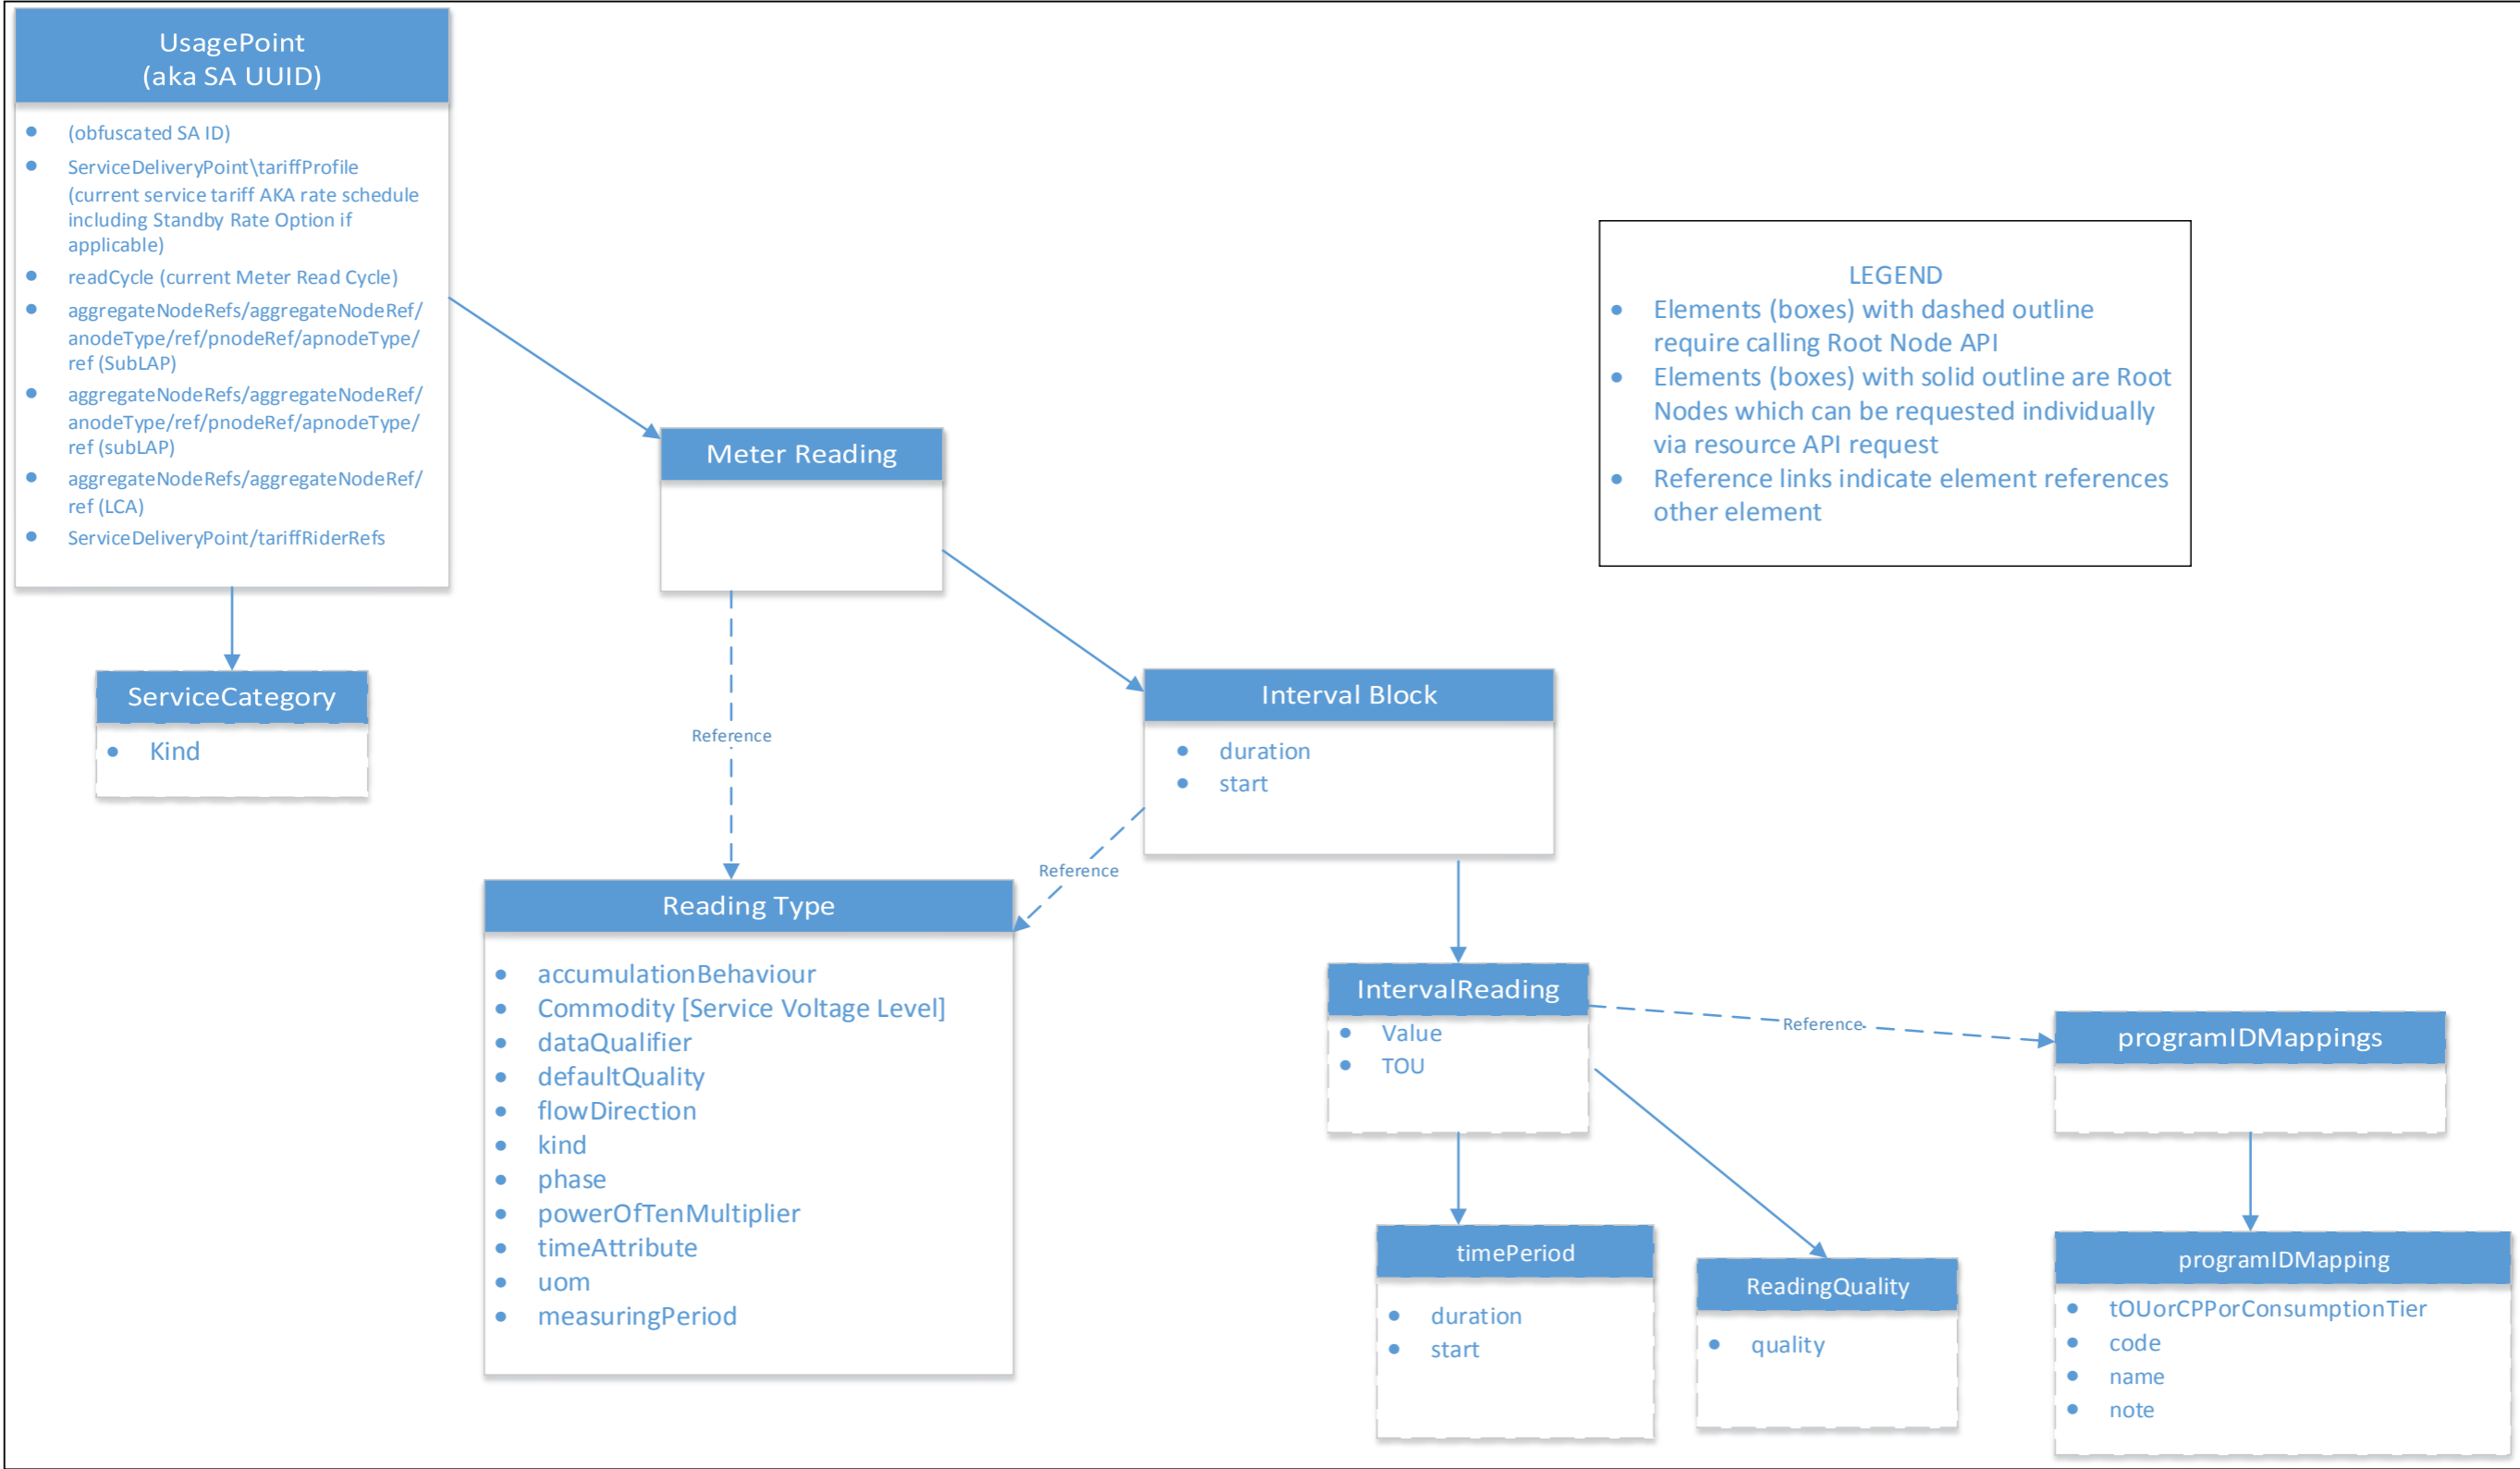 UsagePoint
(aka SA UUID)
(obfuscated SA ID)
ServiceDeliveryPoint\tariffProfile
(current service tariff AKA rate schedule
including Standby Rate Option if
applicable)
readCycle (current Meter Read Cycle)
aggregateNodeRefs/aggregateNodeRef/
anodeType/ref/pnodeRef/apnodeType/
ref (SubLAP)
aggregateNodeRefs/aggregateNodeRef/
anodeType/ref/pnodeRef/apnodeType/
ref (subLAP)
aggregateNodeRefs/aggregateNodeRef/
ref (LCA)
ServiceDeliveryPoint/tariffRiderRefs
LEGEND
Elements (boxes) with dashed outline
require calling Root Node API
Elements (boxes) with solid outline are Root
Nodes which can be requested individually
via resource API request
Reference links indicate element references
other element
Meter Reading
ServiceCategory
Kind
Reference
Interval Block
duration
start
Reference
Reading Type
accumulationBehaviour
Commodity [Service Voltage Level]
dataQualifier
defaultQuality
flowDirection
kind
phase
powerOfTenMultiplier
timeAttribute
uom
measuringPeriod
IntervalReading
Value
TOU
Reference
programIDMappings
timePeriod
duration
start
ReadingQuality
quality
programIDMapping
tOUorCPPorConsumptionTier
code
name
note